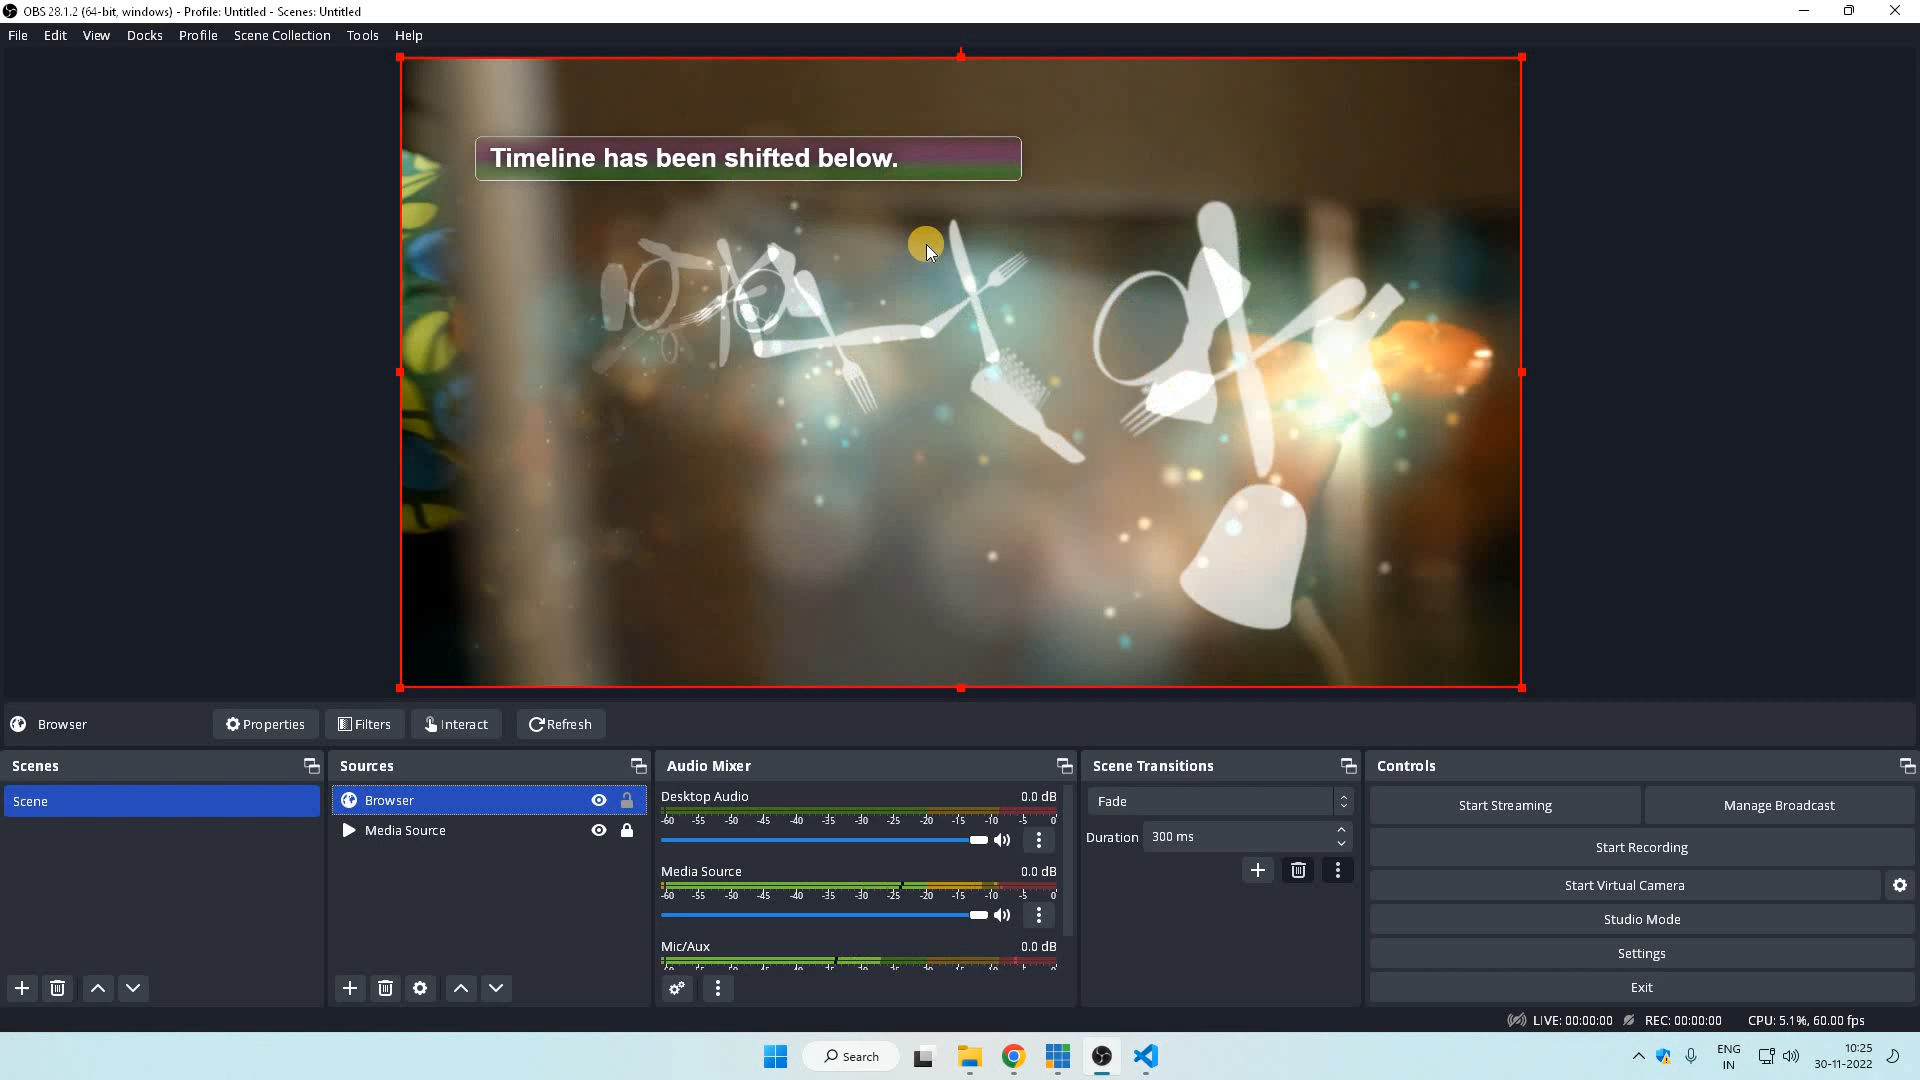 OBS 28.1.2 (64-bit, windows) - Profile: Untitled - Scenes: Untitled
File Edit View Docks Profile Scene Collection Tools Help
Timeline has been shifted below.
Browser Properties Filters Interact Refresh
Scenes
Scene
Sources
Browser
Media Source
Audio Mixer
Desktop Audio 0.0 dB
-60 -55 -50 -45 -40 -35 -30 -25 -20 -15 -10 -5 0
Media Source 0.0 dB
-60 -55 -50 -45 -40 -35 -30 -25 -20 -15 -10 -5 0
Mic/Aux 0.0 dB
Scene Transitions
Fade
Duration 300 ms
Controls
Start Streaming Manage Broadcast
Start Recording
Start Virtual Camera
Studio Mode
Settings
Exit
LIVE: 00:00:00 REC: 00:00:00 CPU: 5.1%, 60.00 fps
Search
ENG
IN
10:25
30-11-2022